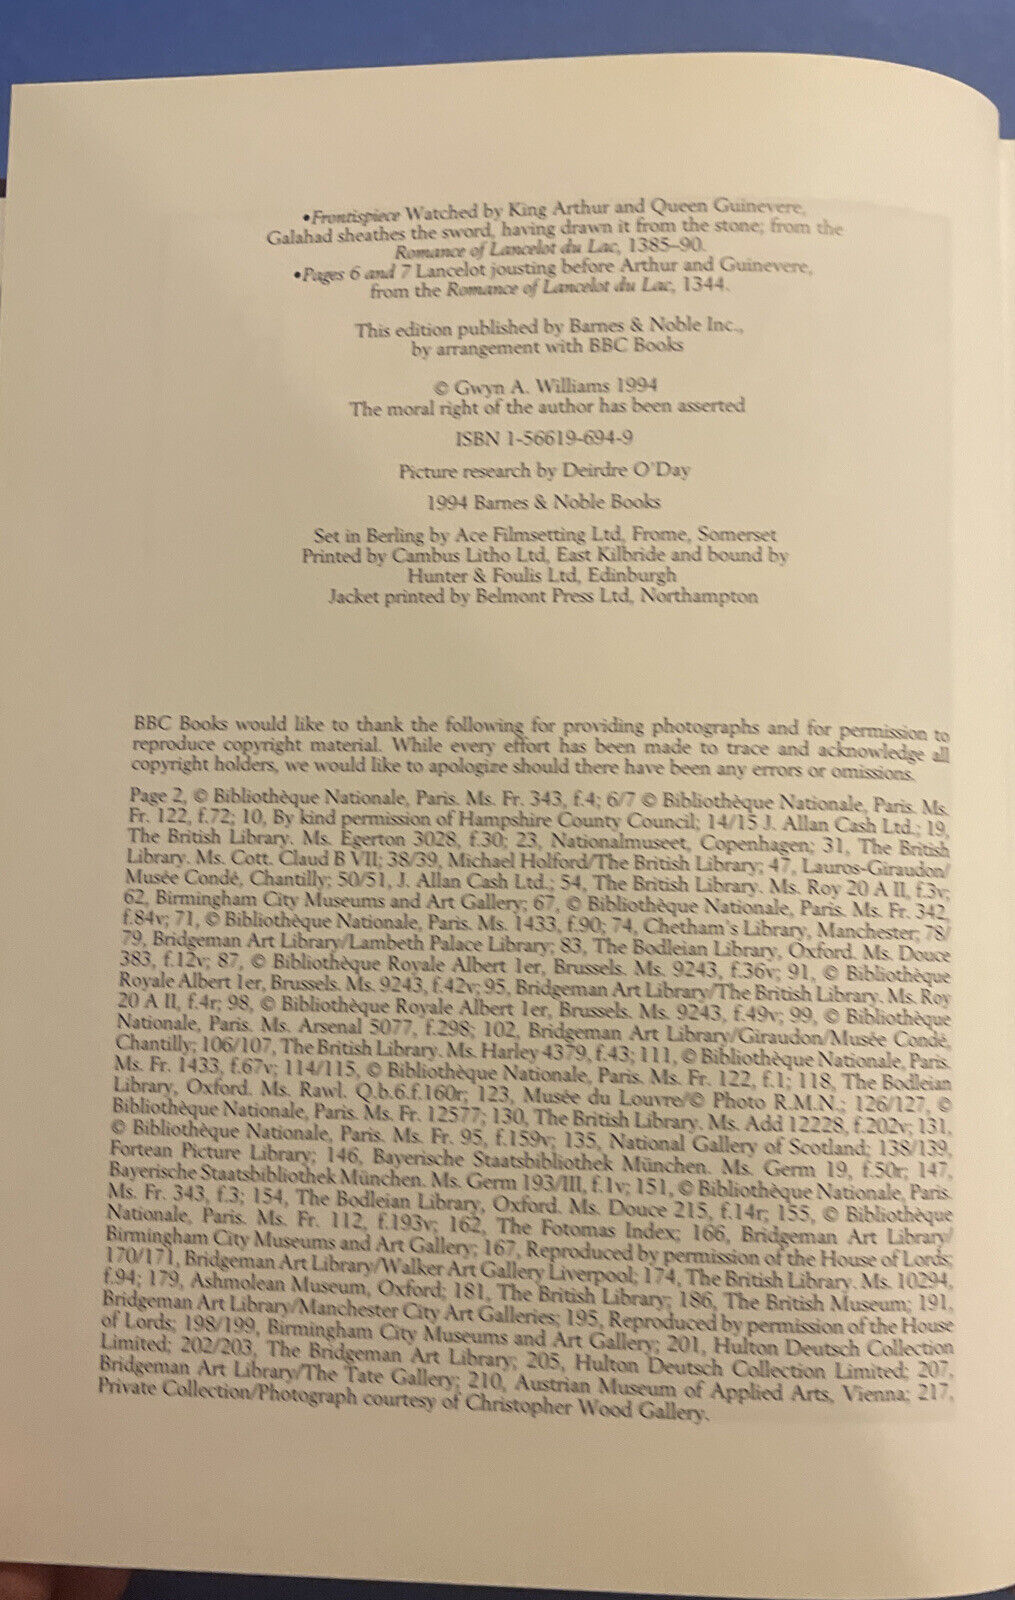 •Frontispiece Watched by King Arthur and Queen Guinevere,
Galahad sheathes the sword, having drawn it from the stone; from the
Romance of Lancelot du Lac, 1385–90.
•Pages 6 and 7 Lancelot jousting before Arthur and Guinevere,
from the Romance of Lancelot du Lac, 1344.
This edition published by Barnes & Noble Inc.,
by arrangement with BBC Books
© Gwyn A. Williams 1994
The moral right of the author has been asserted
ISBN 1-56619-694-9
Picture research by Deirdre O'Day
1994 Barnes & Noble Books
Set in Berling by Ace Filmsetting Ltd, Frome, Somerset
Printed by Cambus Litho Ltd, East Kilbride and bound by
Hunter & Foulis Ltd, Edinburgh
Jacket printed by Belmont Press Ltd, Northampton
BBC Books would like to thank the following for providing photographs and for permission to
reproduce copyright material. While every effort has been made to trace and acknowledge all
copyright holders, we would like to apologize should there have been any errors or omissions.
Page 2, © Bibliothèque Nationale, Paris. Ms. Fr. 343, f.4; 6/7 © Bibliothèque Nationale, Paris. Ms.
Fr. 122, f.72; 10, By kind permission of Hampshire County Council; 14/15 J. Allan Cash Ltd.; 19,
The British Library. Ms. Egerton 3028, f.30; 23, Nationalmuseet, Copenhagen; 31, The British
Library. Ms. Cott. Claud B VII; 38/39, Michael Holford/The British Library; 47, Lauros-Giraudon/
Musée Condé, Chantilly; 50/51, J. Allan Cash Ltd.; 54, The British Library. Ms. Roy 20 A II, f.3v;
62, Birmingham City Museums and Art Gallery; 67, © Bibliothèque Nationale, Paris. Ms. Fr. 342,
f.84v; 71, © Bibliothèque Nationale, Paris. Ms. 1433, f.90; 74, Chetham's Library, Manchester; 78/
79, Bridgeman Art Library/Lambeth Palace Library; 83, The Bodleian Library, Oxford. Ms. Douce
383, f.12v; 87, © Bibliothèque Royale Albert 1er, Brussels. Ms. 9243, f.36v; 91, © Bibliothèque
Royale Albert 1er, Brussels. Ms. 9243, f.42v; 95, Bridgeman Art Library/The British Library. Ms. Roy
20 A II, f.4r; 98, © Bibliothèque Royale Albert 1er, Brussels. Ms. 9243, f.49v; 99, © Bibliothèque
Nationale, Paris. Ms. Arsenal 5077, f.298; 102, Bridgeman Art Library/Giraudon/Musée Condé,
Chantilly; 106/107, The British Library. Ms. Harley 4379, f.43; 111, © Bibliothèque Nationale, Paris.
Ms. Fr. 1433, f.67v; 114/115, © Bibliothèque Nationale, Paris. Ms. Fr. 122, f.1; 118, The Bodleian
Library, Oxford. Ms. Rawl. Q.b.6.f.160r; 123, Musée du Louvre/© Photo R.M.N.; 126/127, ©
Bibliothèque Nationale, Paris. Ms. Fr. 12577; 130, The British Library. Ms. Add 12228, f.202v; 131,
© Bibliothèque Nationale, Paris. Ms. Fr. 95, f.159v; 135, National Gallery of Scotland; 138/139,
Fortean Picture Library; 146, Bayerische Staatsbibliothek München. Ms. Germ 19, f.50r; 147,
Bayerische Staatsbibliothek München. Ms. Germ 193/III, f.1v; 151, © Bibliothèque Nationale, Paris.
Ms. Fr. 343, f.3; 154, The Bodleian Library, Oxford. Ms. Douce 215, f.14r; 155, © Bibliothèque
Nationale, Paris. Ms. Fr. 112, f.193v; 162, The Fotomas Index; 166, Bridgeman Art Library/
Birmingham City Museums and Art Gallery; 167, Reproduced by permission of the House of Lords;
170/171, Bridgeman Art Library/Walker Art Gallery Liverpool; 174, The British Library. Ms. 10294,
f.94; 179, Ashmolean Museum, Oxford; 181, The British Library; 186, The British Museum; 191,
Bridgeman Art Library/Manchester City Art Galleries; 195, Reproduced by permission of the House
of Lords; 198/199, Birmingham City Museums and Art Gallery; 201, Hulton Deutsch Collection
Limited; 202/203, The Bridgeman Art Library; 205, Hulton Deutsch Collection Limited; 207,
Bridgeman Art Library/The Tate Gallery; 210, Austrian Museum of Applied Arts, Vienna; 217,
Private Collection/Photograph courtesy of Christopher Wood Gallery.